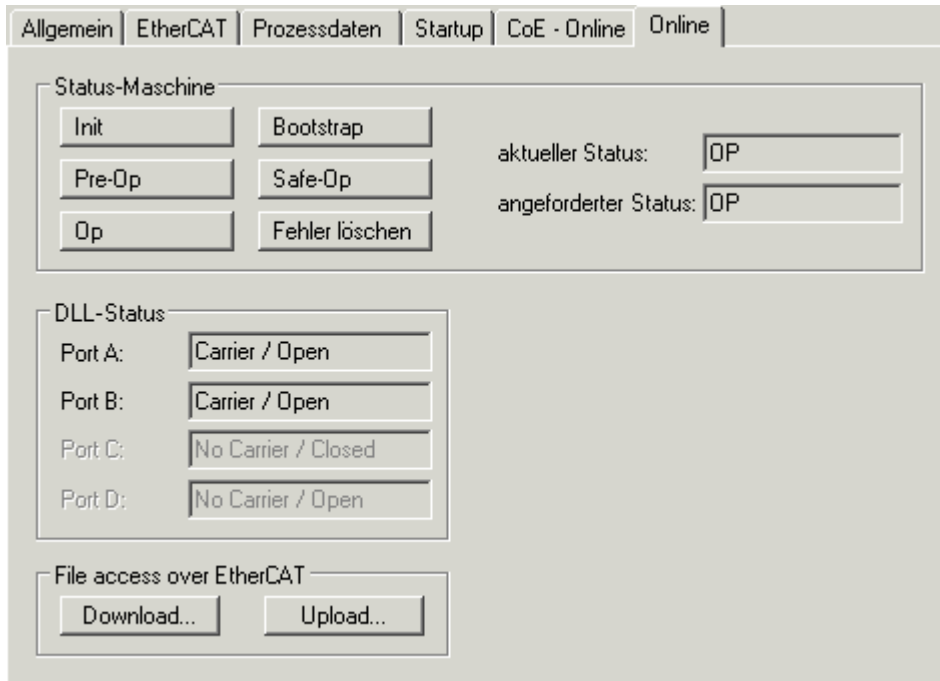 Allgemein EtherCAT Prozessdaten Startup CoE - Online Online
Status-Maschine
Init Bootstrap
aktueller Status: OP
Pre-Op Safe-Op
angeforderter Status: OP
Op Fehler löschen
DLL-Status
Port A: Carrier / Open
Port B: Carrier / Open
Port C: No Carrier / Closed
Port D: No Carrier / Open
File access over EtherCAT
Download... Upload...